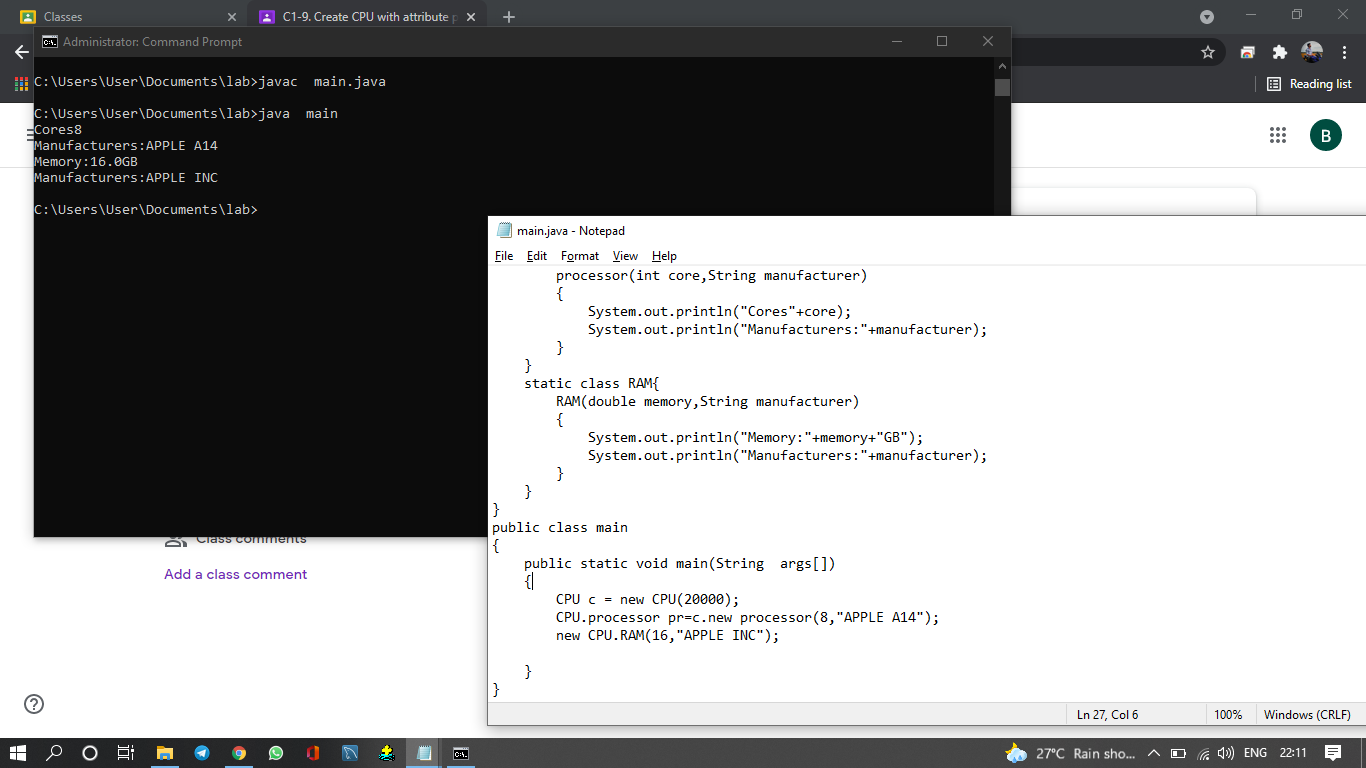 Classes
C1-9. Create CPU with attribute p
Administrator: Command Prompt
Reading list
C:\Users\User\Documents\lab>javac  main.java
C:\Users\User\Documents\lab>java  main
Cores8
Manufacturers:APPLE A14
Memory:16.0GB
Manufacturers:APPLE INC
C:\Users\User\Documents\lab>
B
main.java - Notepad
File Edit Format View Help
        processor(int core,String manufacturer)
        {
            System.out.println("Cores"+core);
            System.out.println("Manufacturers:"+manufacturer);
        }
    }
    static class RAM{
        RAM(double memory,String manufacturer)
        {
            System.out.println("Memory:"+memory+"GB");
            System.out.println("Manufacturers:"+manufacturer);
        }
    }
}
public class main
{
    public static void main(String  args[])
    {
        CPU c = new CPU(20000);
        CPU.processor pr=c.new processor(8,"APPLE A14");
        new CPU.RAM(16,"APPLE INC");
    }
}
Class comments
Add a class comment
Ln 27, Col 6 100% Windows (CRLF)
27°C Rain sho... ENG 22:11